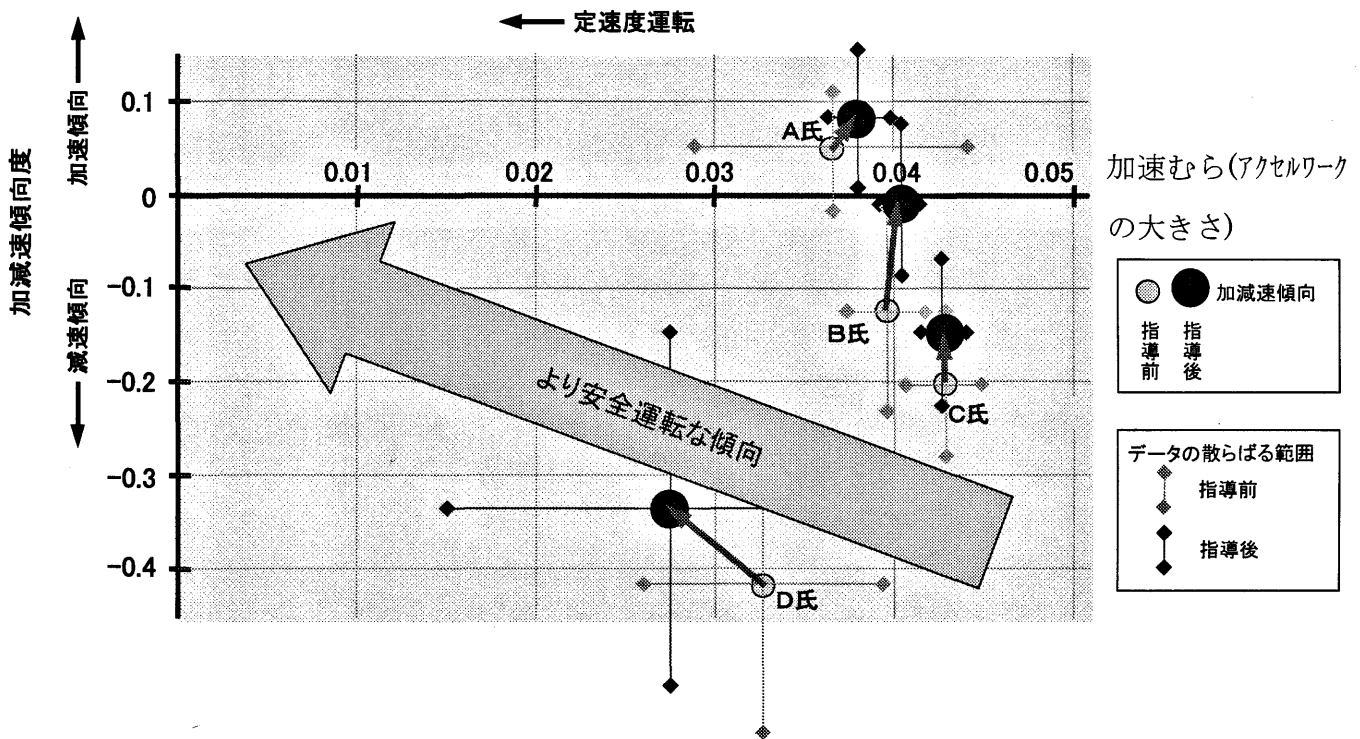 定速度運転
加速傾向
加減速傾向度
減速傾向
0.1
0
-0.1
-0.2
-0.3
-0.4
0.01
0.02
0.03
0.04
0.05
A氏
B氏
C氏
D氏
より安全運転な傾向
加速むら(アクセルワーク
の大きさ)
加減速傾向
指導前
指導後
データの散らばる範囲
指導前
指導後